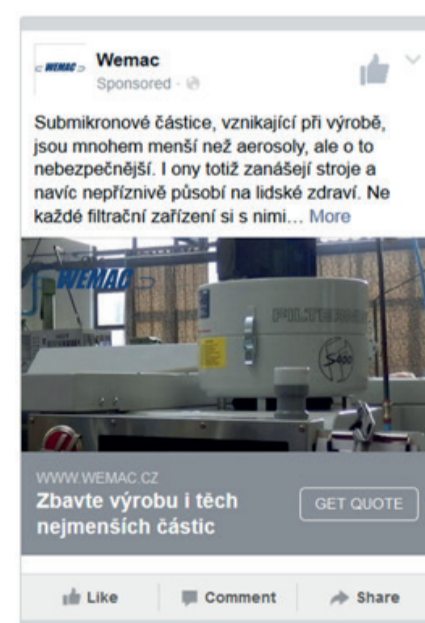 WEMAC
Wemac
Sponsored ·
Submikronové částice, vznikající při výrobě,
jsou mnohem menší než aerosoly, ale o to
nebezpečnější. I ony totiž zanášejí stroje a
navíc nepříznivě působí na lidské zdraví. Ne
každé filtrační zařízení si s nimi… More
WEMAC
FILTERMIST
S400
WWW.WEMAC.CZ
Zbavte výrobu i těch
nejmenších částic
GET QUOTE
Like
Comment
Share